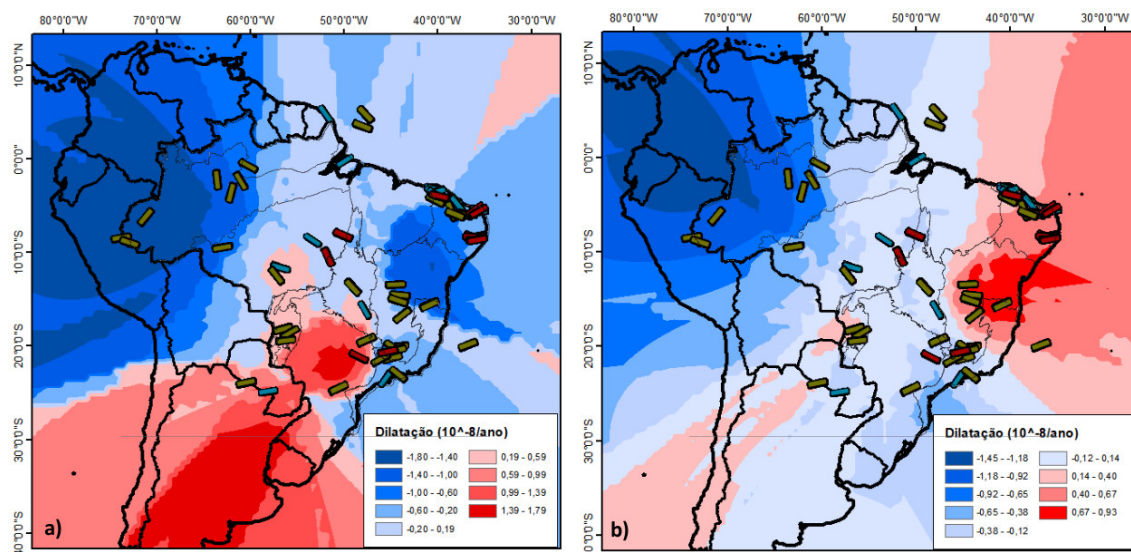 80°0'0"W 70°0'0"W 60°0'0"W 50°0'0"W 40°0'0"W 30°0'0"W
80°0'0"W 70°0'0"W 60°0'0"W 50°0'0"W 40°0'0"W 30°0'0"W
10°0'0"N
0°0'0"
10°0'0"S
20°0'0"S
30°0'0"S
a)
Dilatação (10^-8/ano)
-1,80 - -1,40
-1,40 - -1,00
-1,00 - -0,60
-0,60 - -0,20
-0,20 - 0,19
0,19 - 0,59
0,59 - 0,99
0,99 - 1,39
1,39 - 1,79
10°0'0"N
0°0'0"
10°0'0"S
20°0'0"S
30°0'0"S
b)
Dilatação (10^-8/ano)
-1,45 - -1,18
-1,18 - -0,92
-0,92 - -0,65
-0,65 - -0,38
-0,38 - -0,12
-0,12 - 0,14
0,14 - 0,40
0,40 - 0,67
0,67 - 0,93